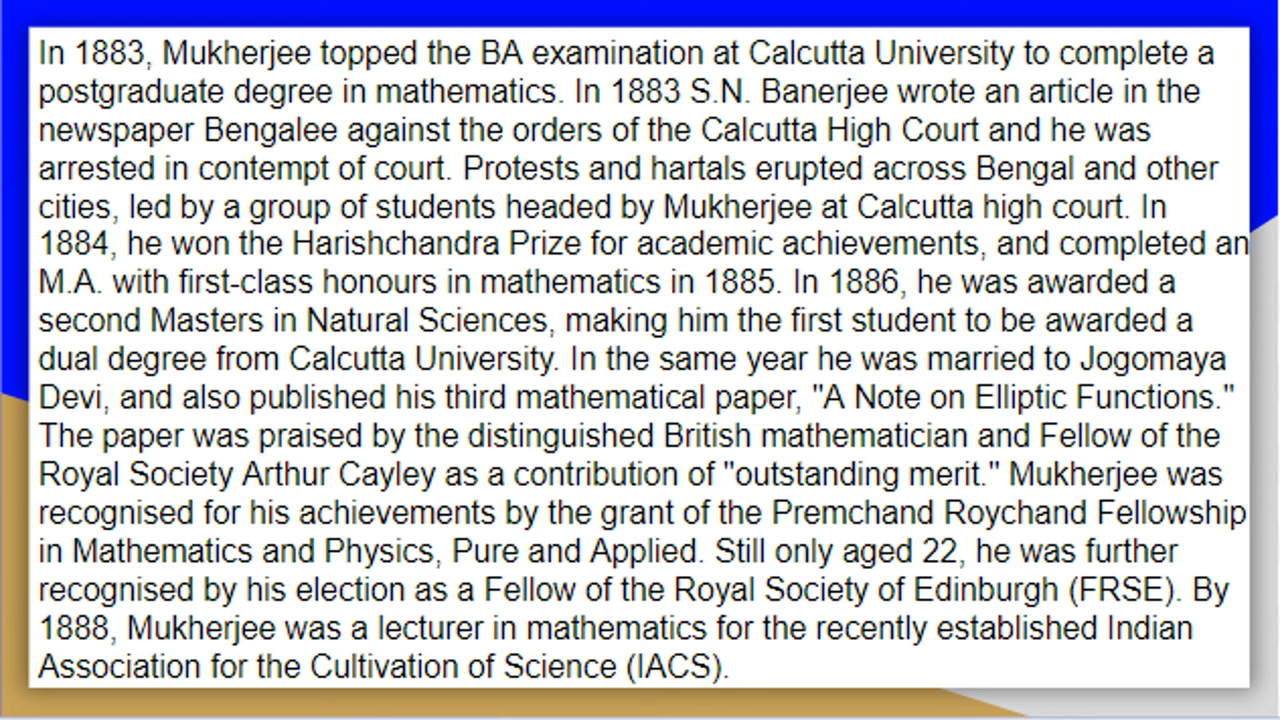 In 1883, Mukherjee topped the BA examination at Calcutta University to complete a
postgraduate degree in mathematics. In 1883 S.N. Banerjee wrote an article in the
newspaper Bengalee against the orders of the Calcutta High Court and he was
arrested in contempt of court. Protests and hartals erupted across Bengal and other
cities, led by a group of students headed by Mukherjee at Calcutta high court. In
1884, he won the Harishchandra Prize for academic achievements, and completed an
M.A. with first-class honours in mathematics in 1885. In 1886, he was awarded a
second Masters in Natural Sciences, making him the first student to be awarded a
dual degree from Calcutta University. In the same year he was married to Jogomaya
Devi, and also published his third mathematical paper, "A Note on Elliptic Functions."
The paper was praised by the distinguished British mathematician and Fellow of the
Royal Society Arthur Cayley as a contribution of "outstanding merit." Mukherjee was
recognised for his achievements by the grant of the Premchand Roychand Fellowship
in Mathematics and Physics, Pure and Applied. Still only aged 22, he was further
recognised by his election as a Fellow of the Royal Society of Edinburgh (FRSE). By
1888, Mukherjee was a lecturer in mathematics for the recently established Indian
Association for the Cultivation of Science (IACS).